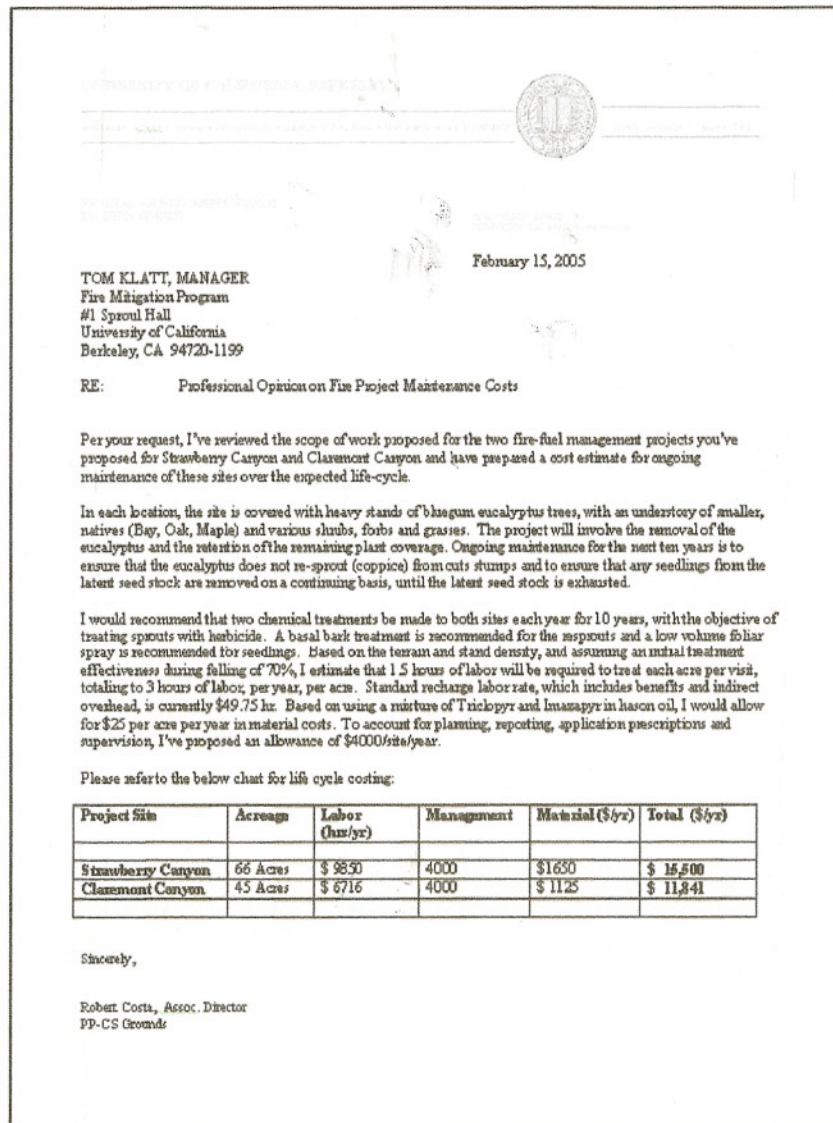 UNIVERSITY OF CALIFORNIA, BERKELEY
February 15, 2005
TOM KLATT, MANAGER
Fire Mitigation Program
#1 Sproul Hall
University of California
Berkeley, CA 94720-1199
RE: Professional Opinion on Fire Project Maintenance Costs
Per your request, I've reviewed the scope of work proposed for the two fire-fuel management projects you've
proposed for Strawberry Canyon and Claremont Canyon and have prepared a cost estimate for ongoing
maintenance of these sites over the expected life-cycle.
In each location, the site is covered with heavy stands of bluegum eucalyptus trees, with an understory of smaller,
natives (Bay, Oak, Maple) and various shrubs, forbs and grasses. The project will involve the removal of the
eucalyptus and the retention of the remaining plant coverage. Ongoing maintenance for the next ten years is to
ensure that the eucalyptus does not re-sprout (coppice) from cuts stumps and to ensure that any seedlings from the
latent seed stock are removed on a continuing basis, until the latent seed stock is exhausted.
I would recommend that two chemical treatments be made to both sites each year for 10 years, with the objective of
treating sprouts with herbicide. A basal bark treatment is recommended for the resprouts and a low volume foliar
spray is recommended for seedlings. Based on the terrain and stand density, and assuming an initial treatment
effectiveness during felling of 70%, I estimate that 1.5 hours of labor will be required to treat each acre per visit,
totaling to 3 hours of labor, per year, per acre. Standard recharge labor rate, which includes benefits and indirect
overhead, is currently $49.75 hr. Based on using a mixture of Triclopyr and Imazapyr in hason oil, I would allow
for $25 per acre per year in material costs. To account for planning, reporting, application prescriptions and
supervision, I've proposed an allowance of $4000/site/year.
Please refer to the below chart for life cycle costing:
Project Site Acreage Labor (hrs/yr) Management Material ($/yr) Total ($/yr)
Strawberry Canyon 66 Acres $ 9850 4000 $1650 $ 15,500
Claremont Canyon 45 Acres $ 6716 4000 $ 1125 $ 11,841
Sincerely,
Robert Costa, Assoc. Director
PP-CS Grounds